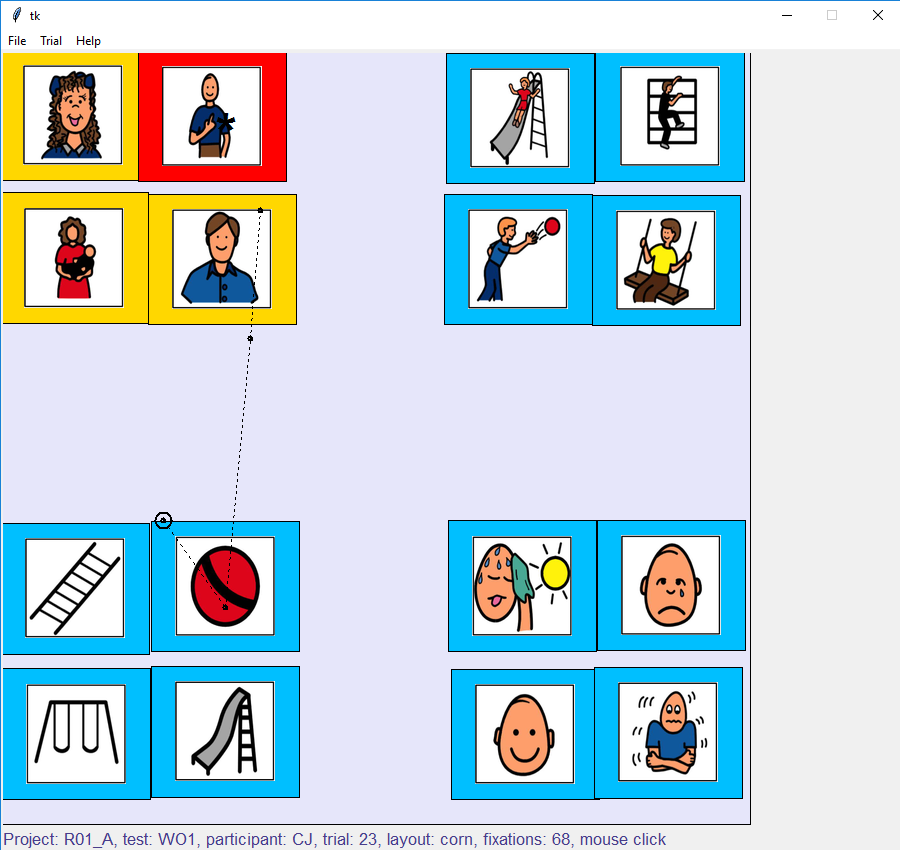 tk
File Trial Help
Project: R01_A, test: WO1, participant: CJ, trial: 23, layout: corn, fixations: 68, mouse click